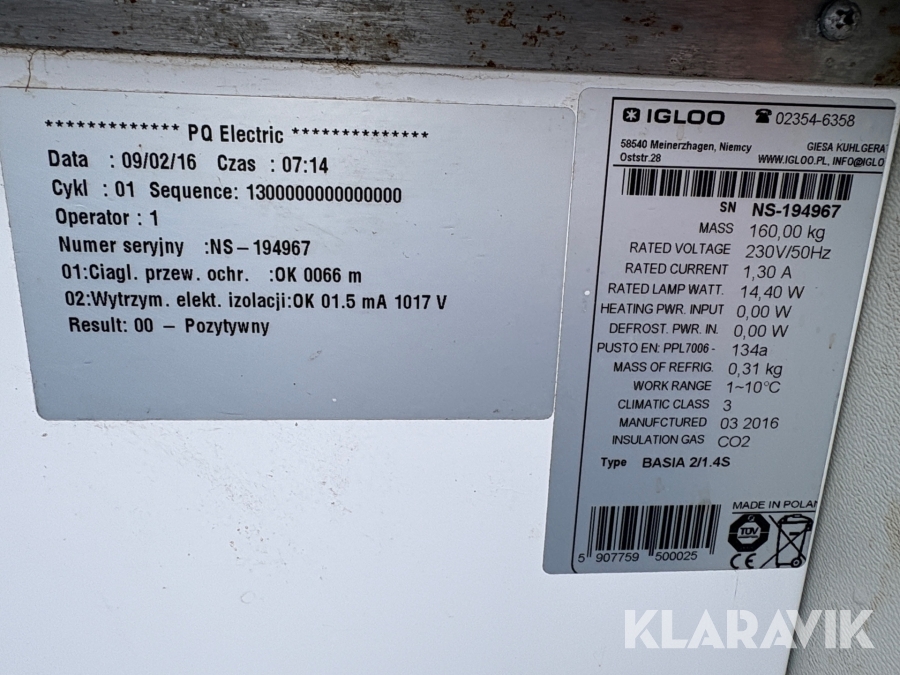 ************* PQ Electric *************
Data : 09/02/16 Czas : 07:14
Cykl : 01 Sequence: 1300000000000000
Operator : 1
Numer seryjny :NS-194967
01:Ciagl. przew. ochr. :OK 0066 m
02:Wytrzym. elekt. izolacji:OK 01.5 mA 1017 V
Result: 00 - Pozytywny
IGLOO ☎ 02354-6358
58540 Meinerzhagen, Niemcy GIESA KUHLGERA
Oststr.28 WWW.IGLOO.PL, INFO@IGLO
SN NS-194967
MASS 160,00 kg
RATED VOLTAGE 230V/50Hz
RATED CURRENT 1,30 A
RATED LAMP WATT. 14,40 W
HEATING PWR. INPUT 0,00 W
DEFROST. PWR. IN. 0,00 W
PUSTO EN: PPL7006 - 134a
MASS OF REFRIG. 0,31 kg
WORK RANGE 1~10°C
CLIMATIC CLASS 3
MANUFCTURED 03 2016
INSULATION GAS CO2
Type BASIA 2/1.4S
MADE IN POLAN
TÜV
CE
5 907759 500025
KLARAVIK